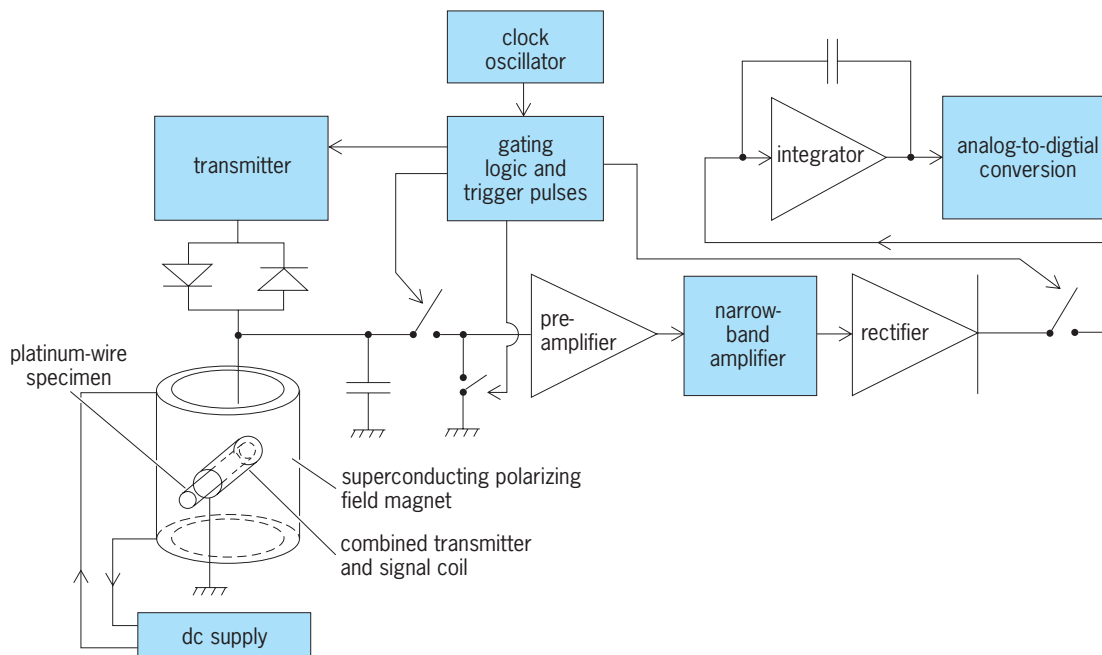 clock
oscillator
transmitter
gating
logic and
trigger pulses
integrator
analog-to-digtial
conversion
pre-
amplifier
narrow-
band
amplifier
rectifier
platinum-wire
specimen
superconducting polarizing
field magnet
combined transmitter
and signal coil
dc supply